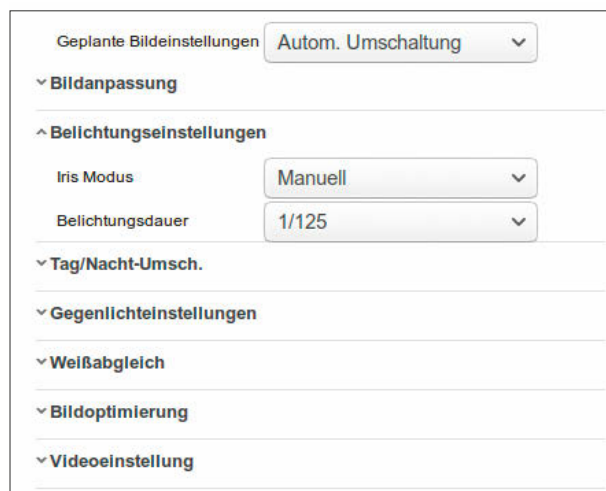 Geplante Bildeinstellungen Autom. Umschaltung
Bildanpassung
Belichtungseinstellungen
Iris Modus Manuell
Belichtungsdauer 1/125
Tag/Nacht-Umsch.
Gegenlichteinstellungen
Weißabgleich
Bildoptimierung
Videoeinstellung